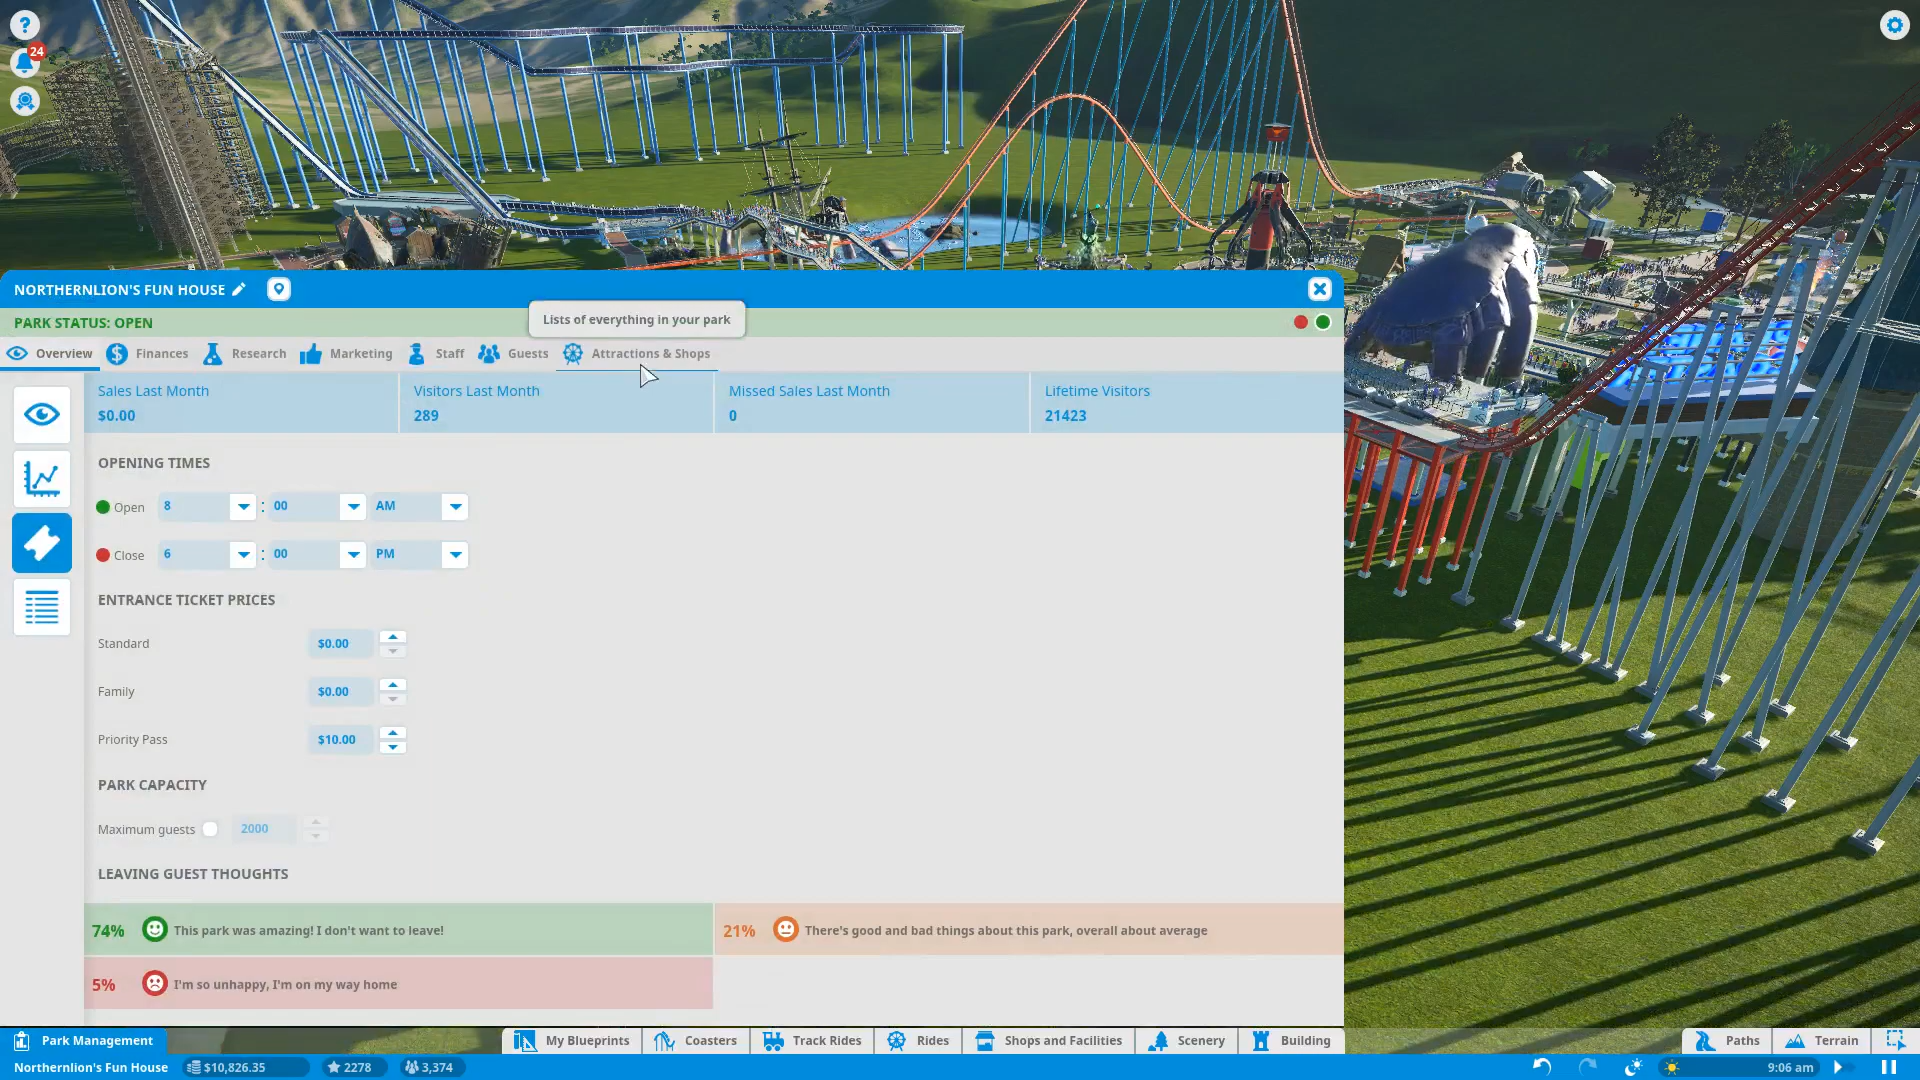 24
NORTHERNLION'S FUN HOUSE
PARK STATUS: OPEN
Lists of everything in your park
Overview
Finances
Research
Marketing
Staff
Guests
Attractions & Shops
Sales Last Month
$0.00
Visitors Last Month
289
Missed Sales Last Month
0
Lifetime Visitors
21423
OPENING TIMES
Open 8 : 00 AM
Close 6 : 00 PM
ENTRANCE TICKET PRICES
Standard $0.00
Family $0.00
Priority Pass $10.00
PARK CAPACITY
Maximum guests 2000
LEAVING GUEST THOUGHTS
74% This park was amazing! I don't want to leave!
21% There's good and bad things about this park, overall about average
5% I'm so unhappy, I'm on my way home
Park Management
My Blueprints
Coasters
Track Rides
Rides
Shops and Facilities
Scenery
Building
Paths
Terrain
Northernlion's Fun House
$10,826.35
2278
3,374
9:06 am